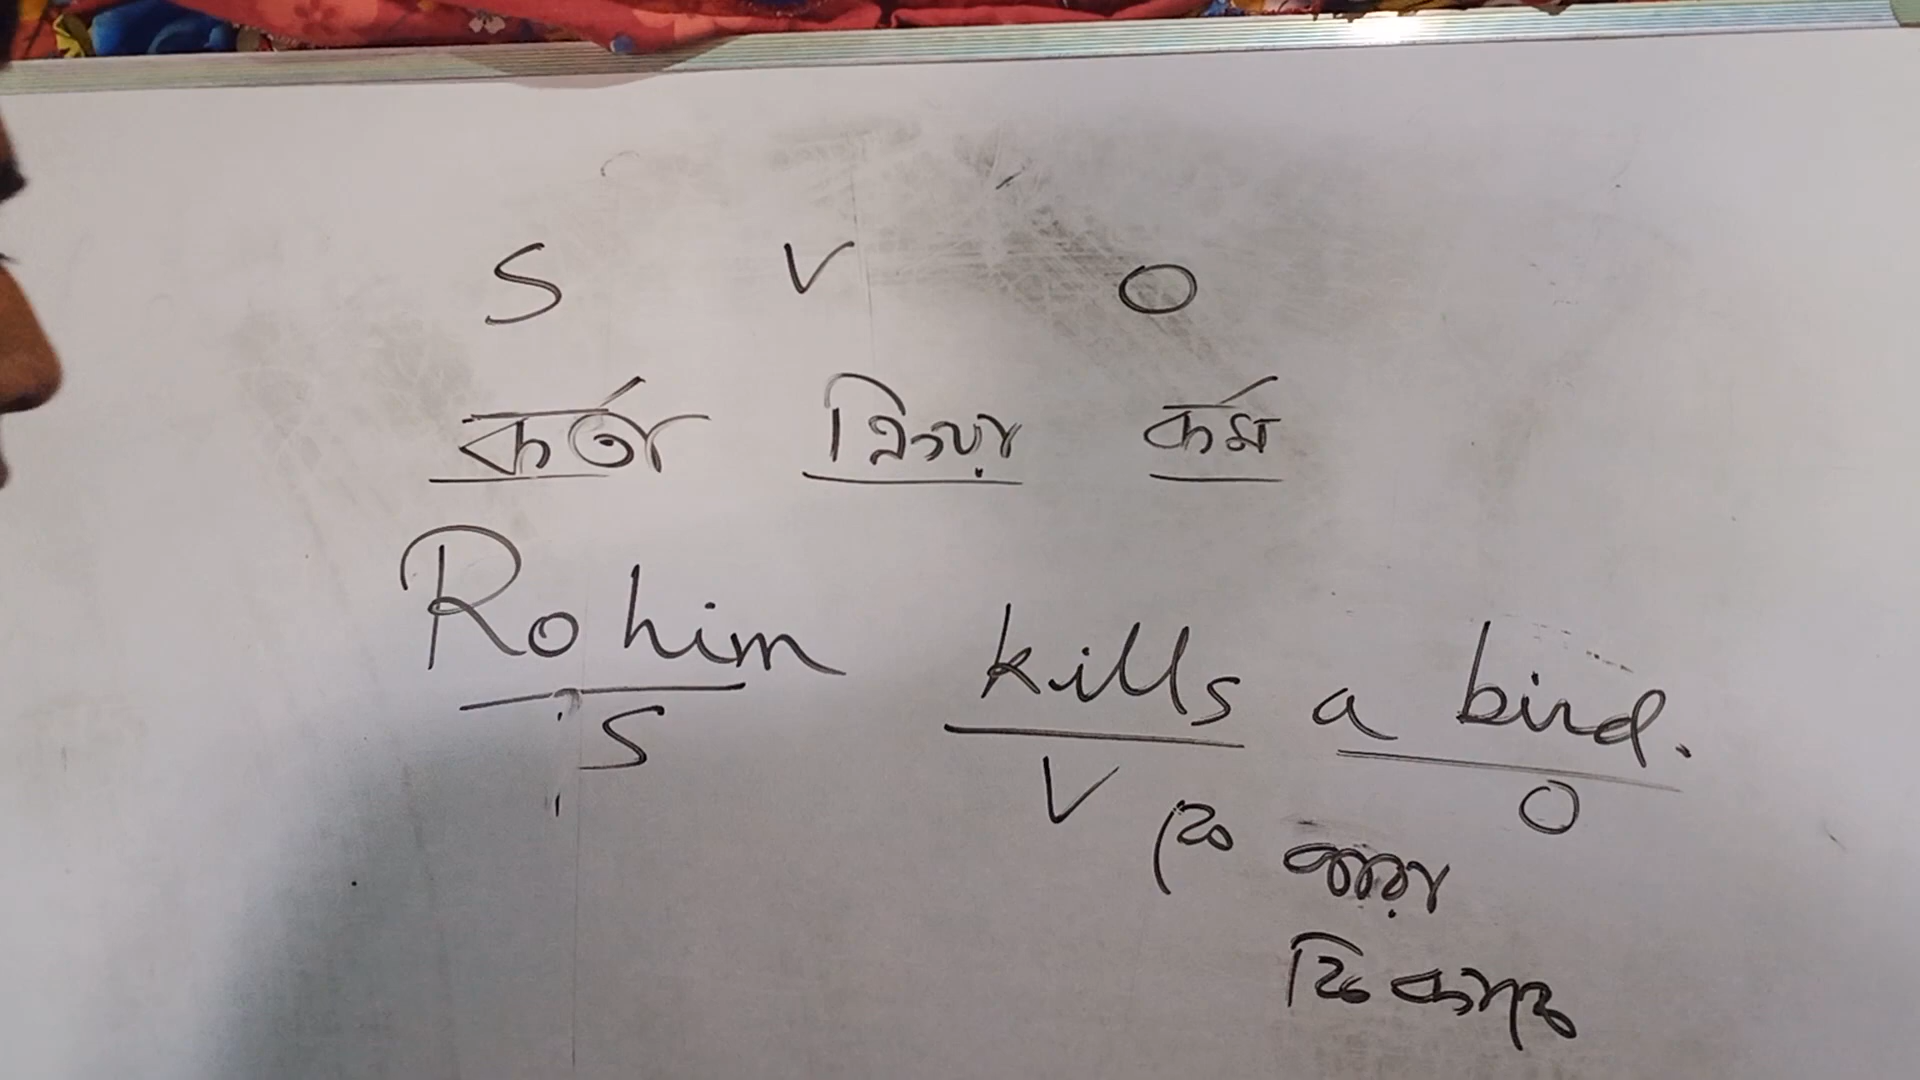 S V O
কর্তা ক্রিয়া কর্ম
Rohim kills a bird.
S V O
কে
কি কাকে